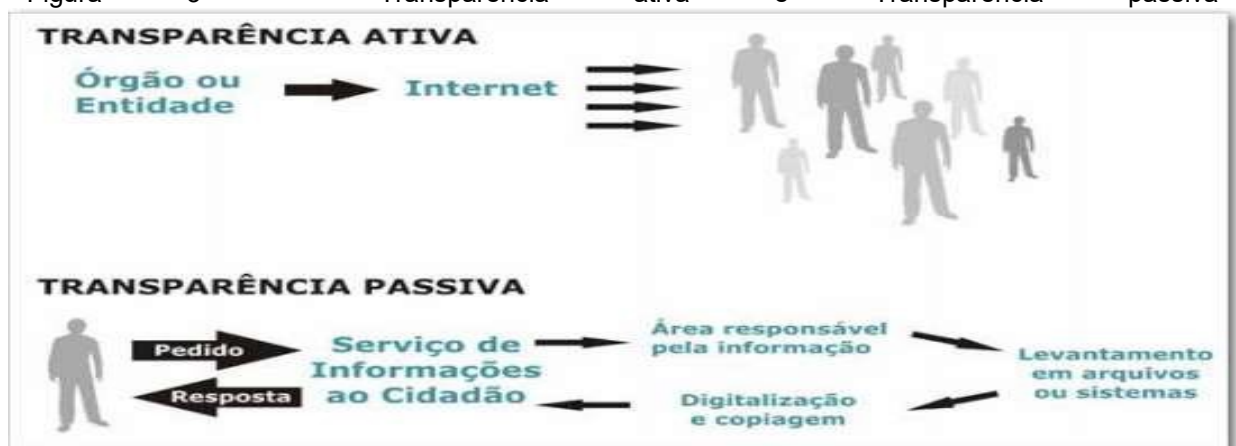 Figura
Transparência ativa e Transparência passiva
TRANSPARÊNCIA ATIVA
Órgão ou
Entidade
Internet
TRANSPARÊNCIA PASSIVA
Pedido
Resposta
Serviço de
Informações
ao Cidadão
Área responsável
pela informação
Levantamento
em arquivos
ou sistemas
Digitalização
e copiagem